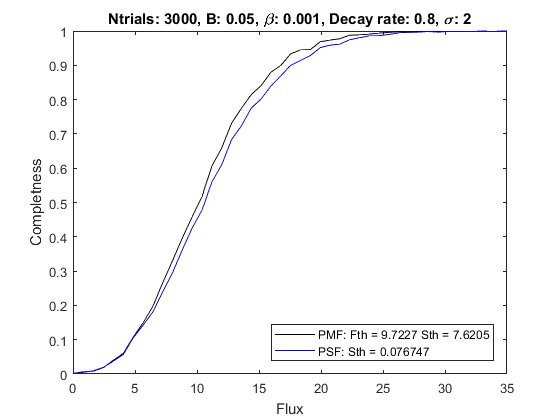 Ntrials: 3000, B: 0.05, β: 0.001, Decay rate: 0.8, σ: 2
1
0.9
0.8
0.7
0.6
0.5
0.4
0.3
0.2
0.1
0
Completness
PMF: Fth = 9.7227 Sth = 7.6205
PSF: Sth = 0.076747
0 5 10 15 20 25 30 35
Flux